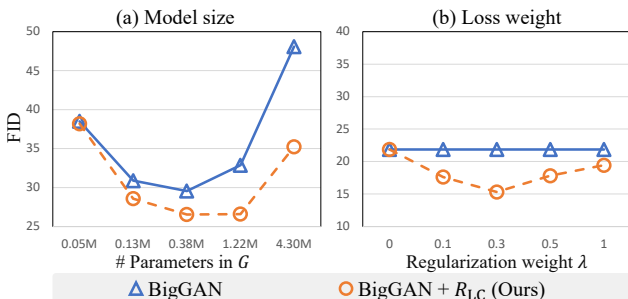 (a) Model size
(b) Loss weight
FID
50
45
40
35
30
25
0.05M 0.13M 0.38M 1.22M 4.30M
# Parameters in G
40
35
30
25
20
15
10
0 0.1 0.3 0.5 1
Regularization weight λ
BigGAN
BigGAN + R_LC (Ours)